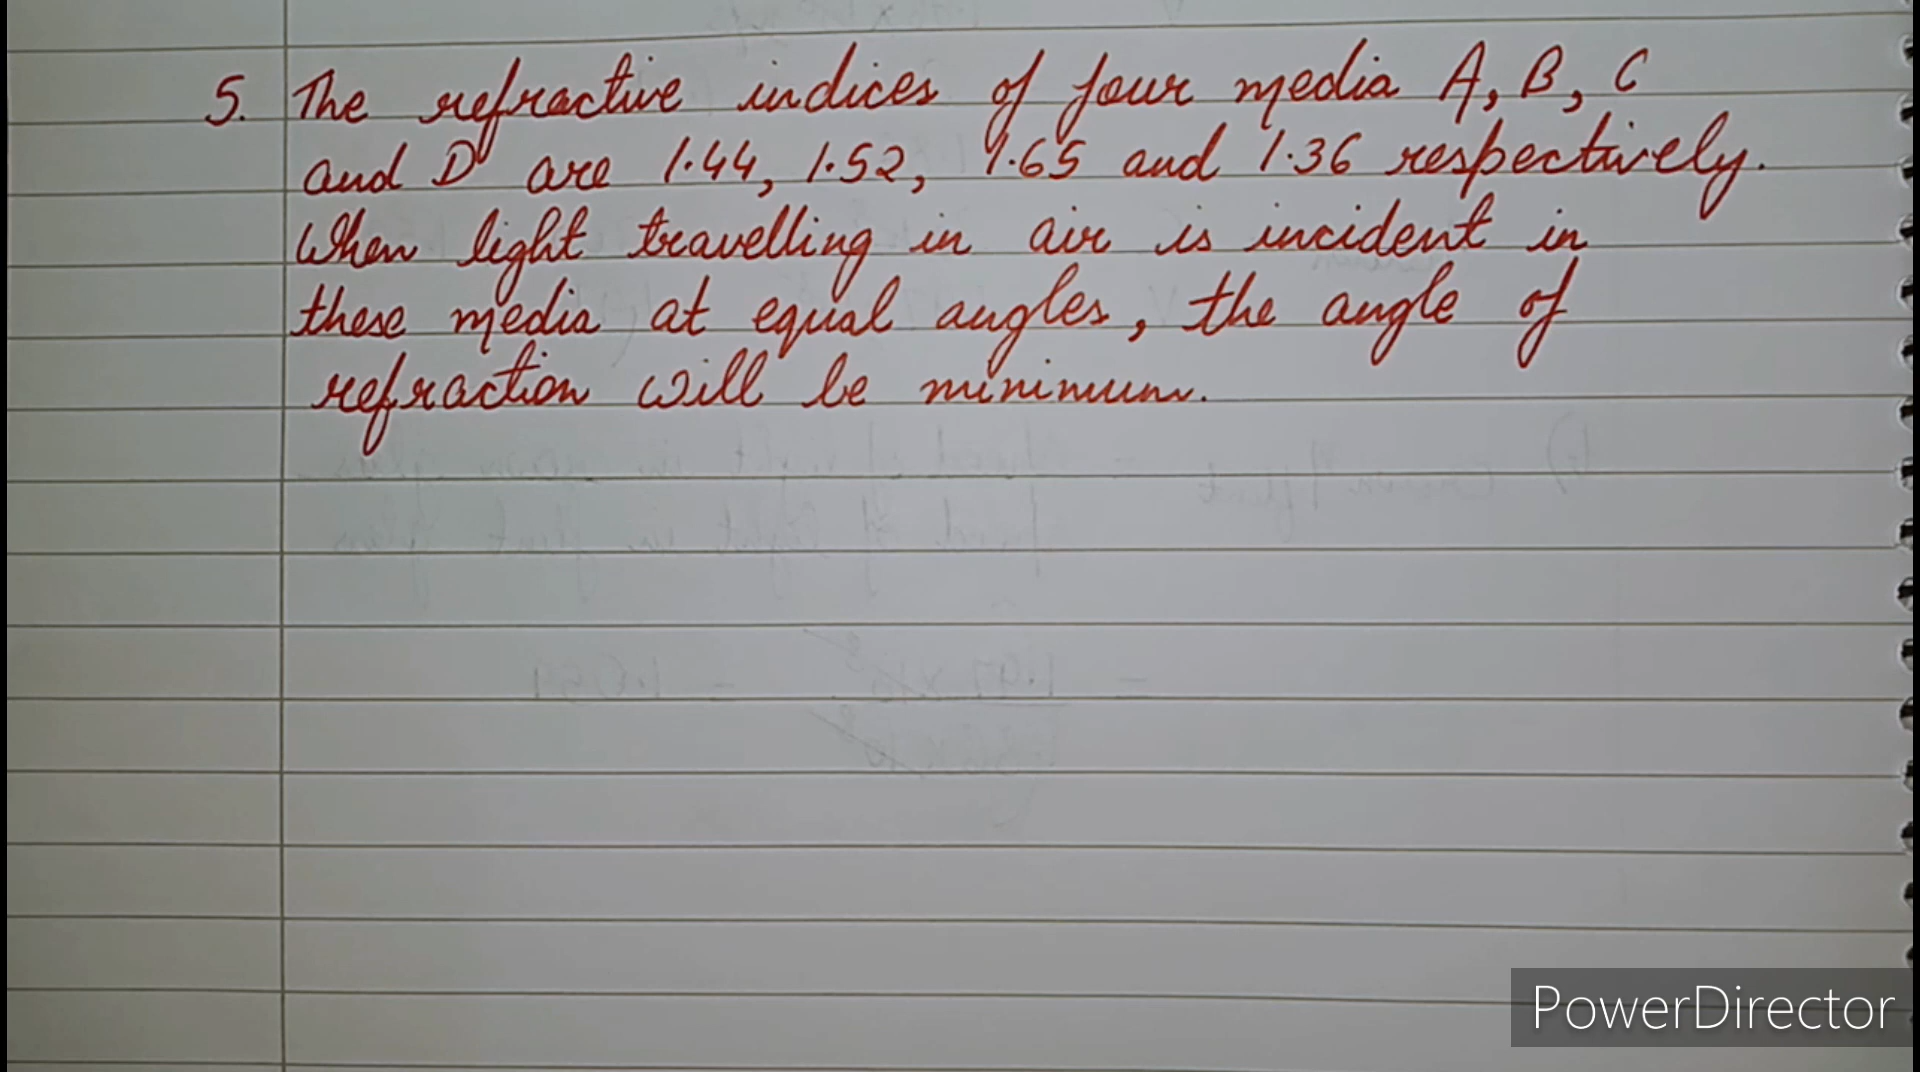 5. The refractive indices of four media A, B, C
and D are 1.44, 1.52, 1.65 and 1.36 respectively.
When light travelling in air is incident in
these media at equal angles, the angle of
refraction will be minimum.
PowerDirector